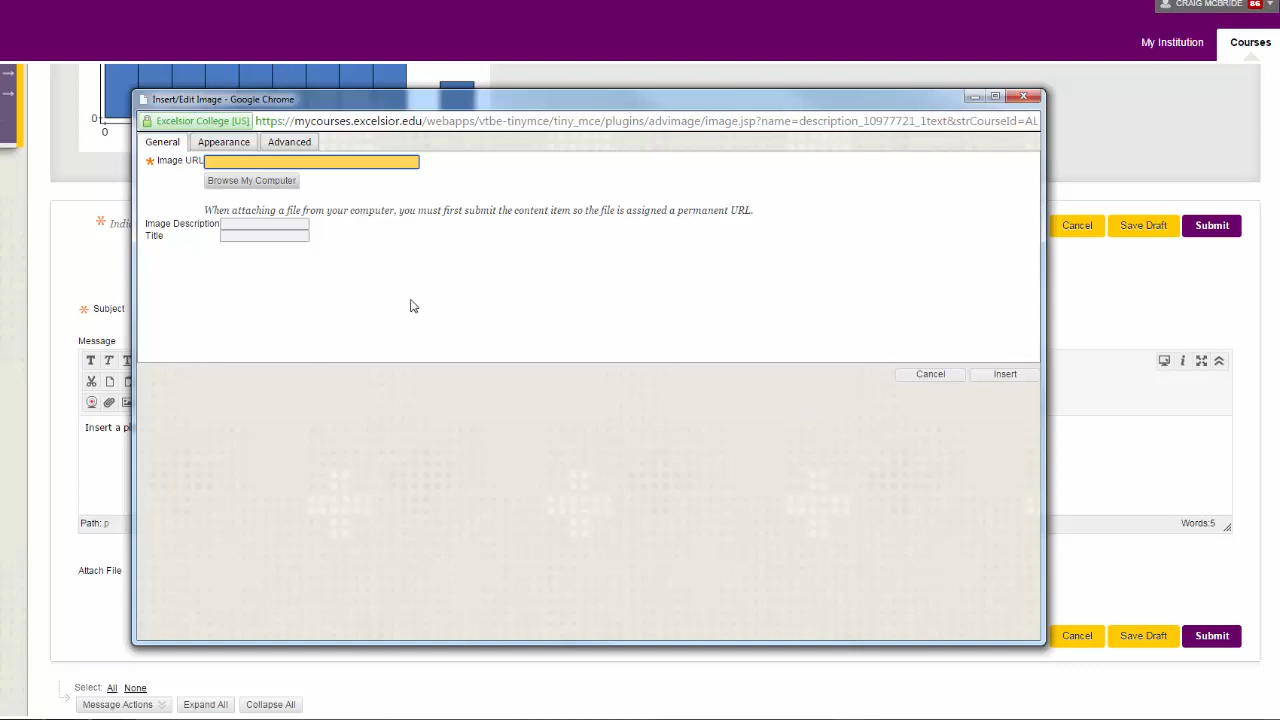 CRAIG MCBRIDE 86
My Institution
Courses
0
0
Insert/Edit Image - Google Chrome
Excelsior College [US] https://mycourses.excelsior.edu/webapps/vtbe-tinymce/tiny_mce/plugins/advimage/image.jsp?name=description_10977721_1text&strCourseId=AL
General Appearance Advanced
* Image URL
Browse My Computer
When attaching a file from your computer, you must first submit the content item so the file is assigned a permanent URL.
Image Description
Title
Cancel Insert
* Indic
Cancel Save Draft Submit
* Subject
Message
T T T
Insert a p
Path: p
Words:5
Attach File
Cancel Save Draft Submit
Select: All None
Message Actions Expand All Collapse All